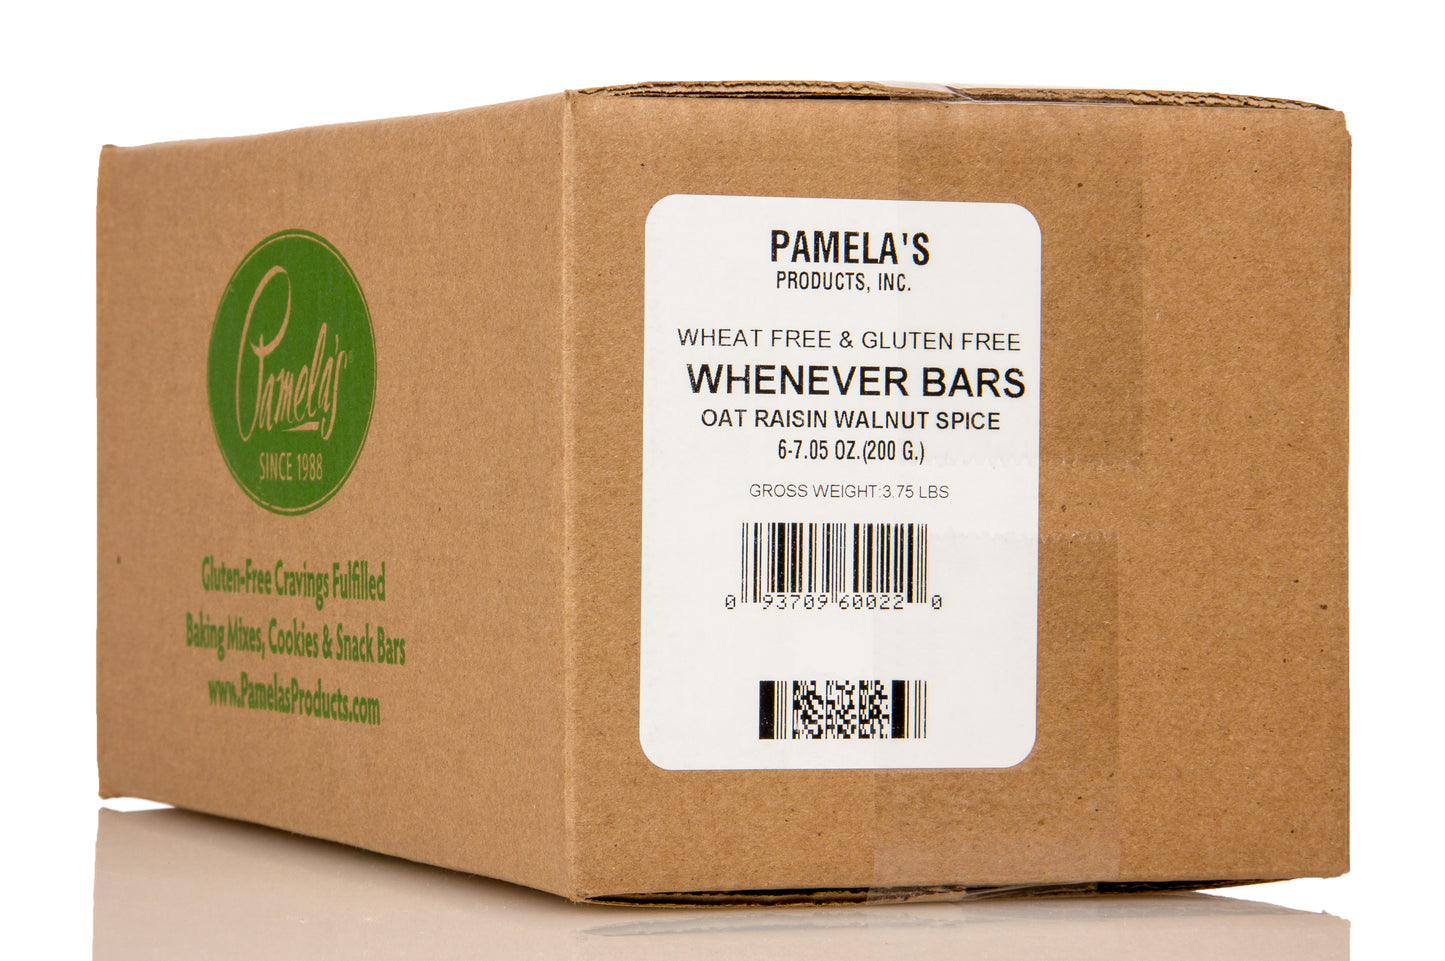 Pamela's®
SINCE 1988
Gluten-Free Cravings Fulfilled
Baking Mixes, Cookies & Snack Bars
www.PamelasProducts.com
PAMELA'S
PRODUCTS, INC.
WHEAT FREE & GLUTEN FREE
WHENEVER BARS
OAT RAISIN WALNUT SPICE
6-7.05 OZ.(200 G.)
GROSS WEIGHT:3.75 LBS
0 93709 60022 0